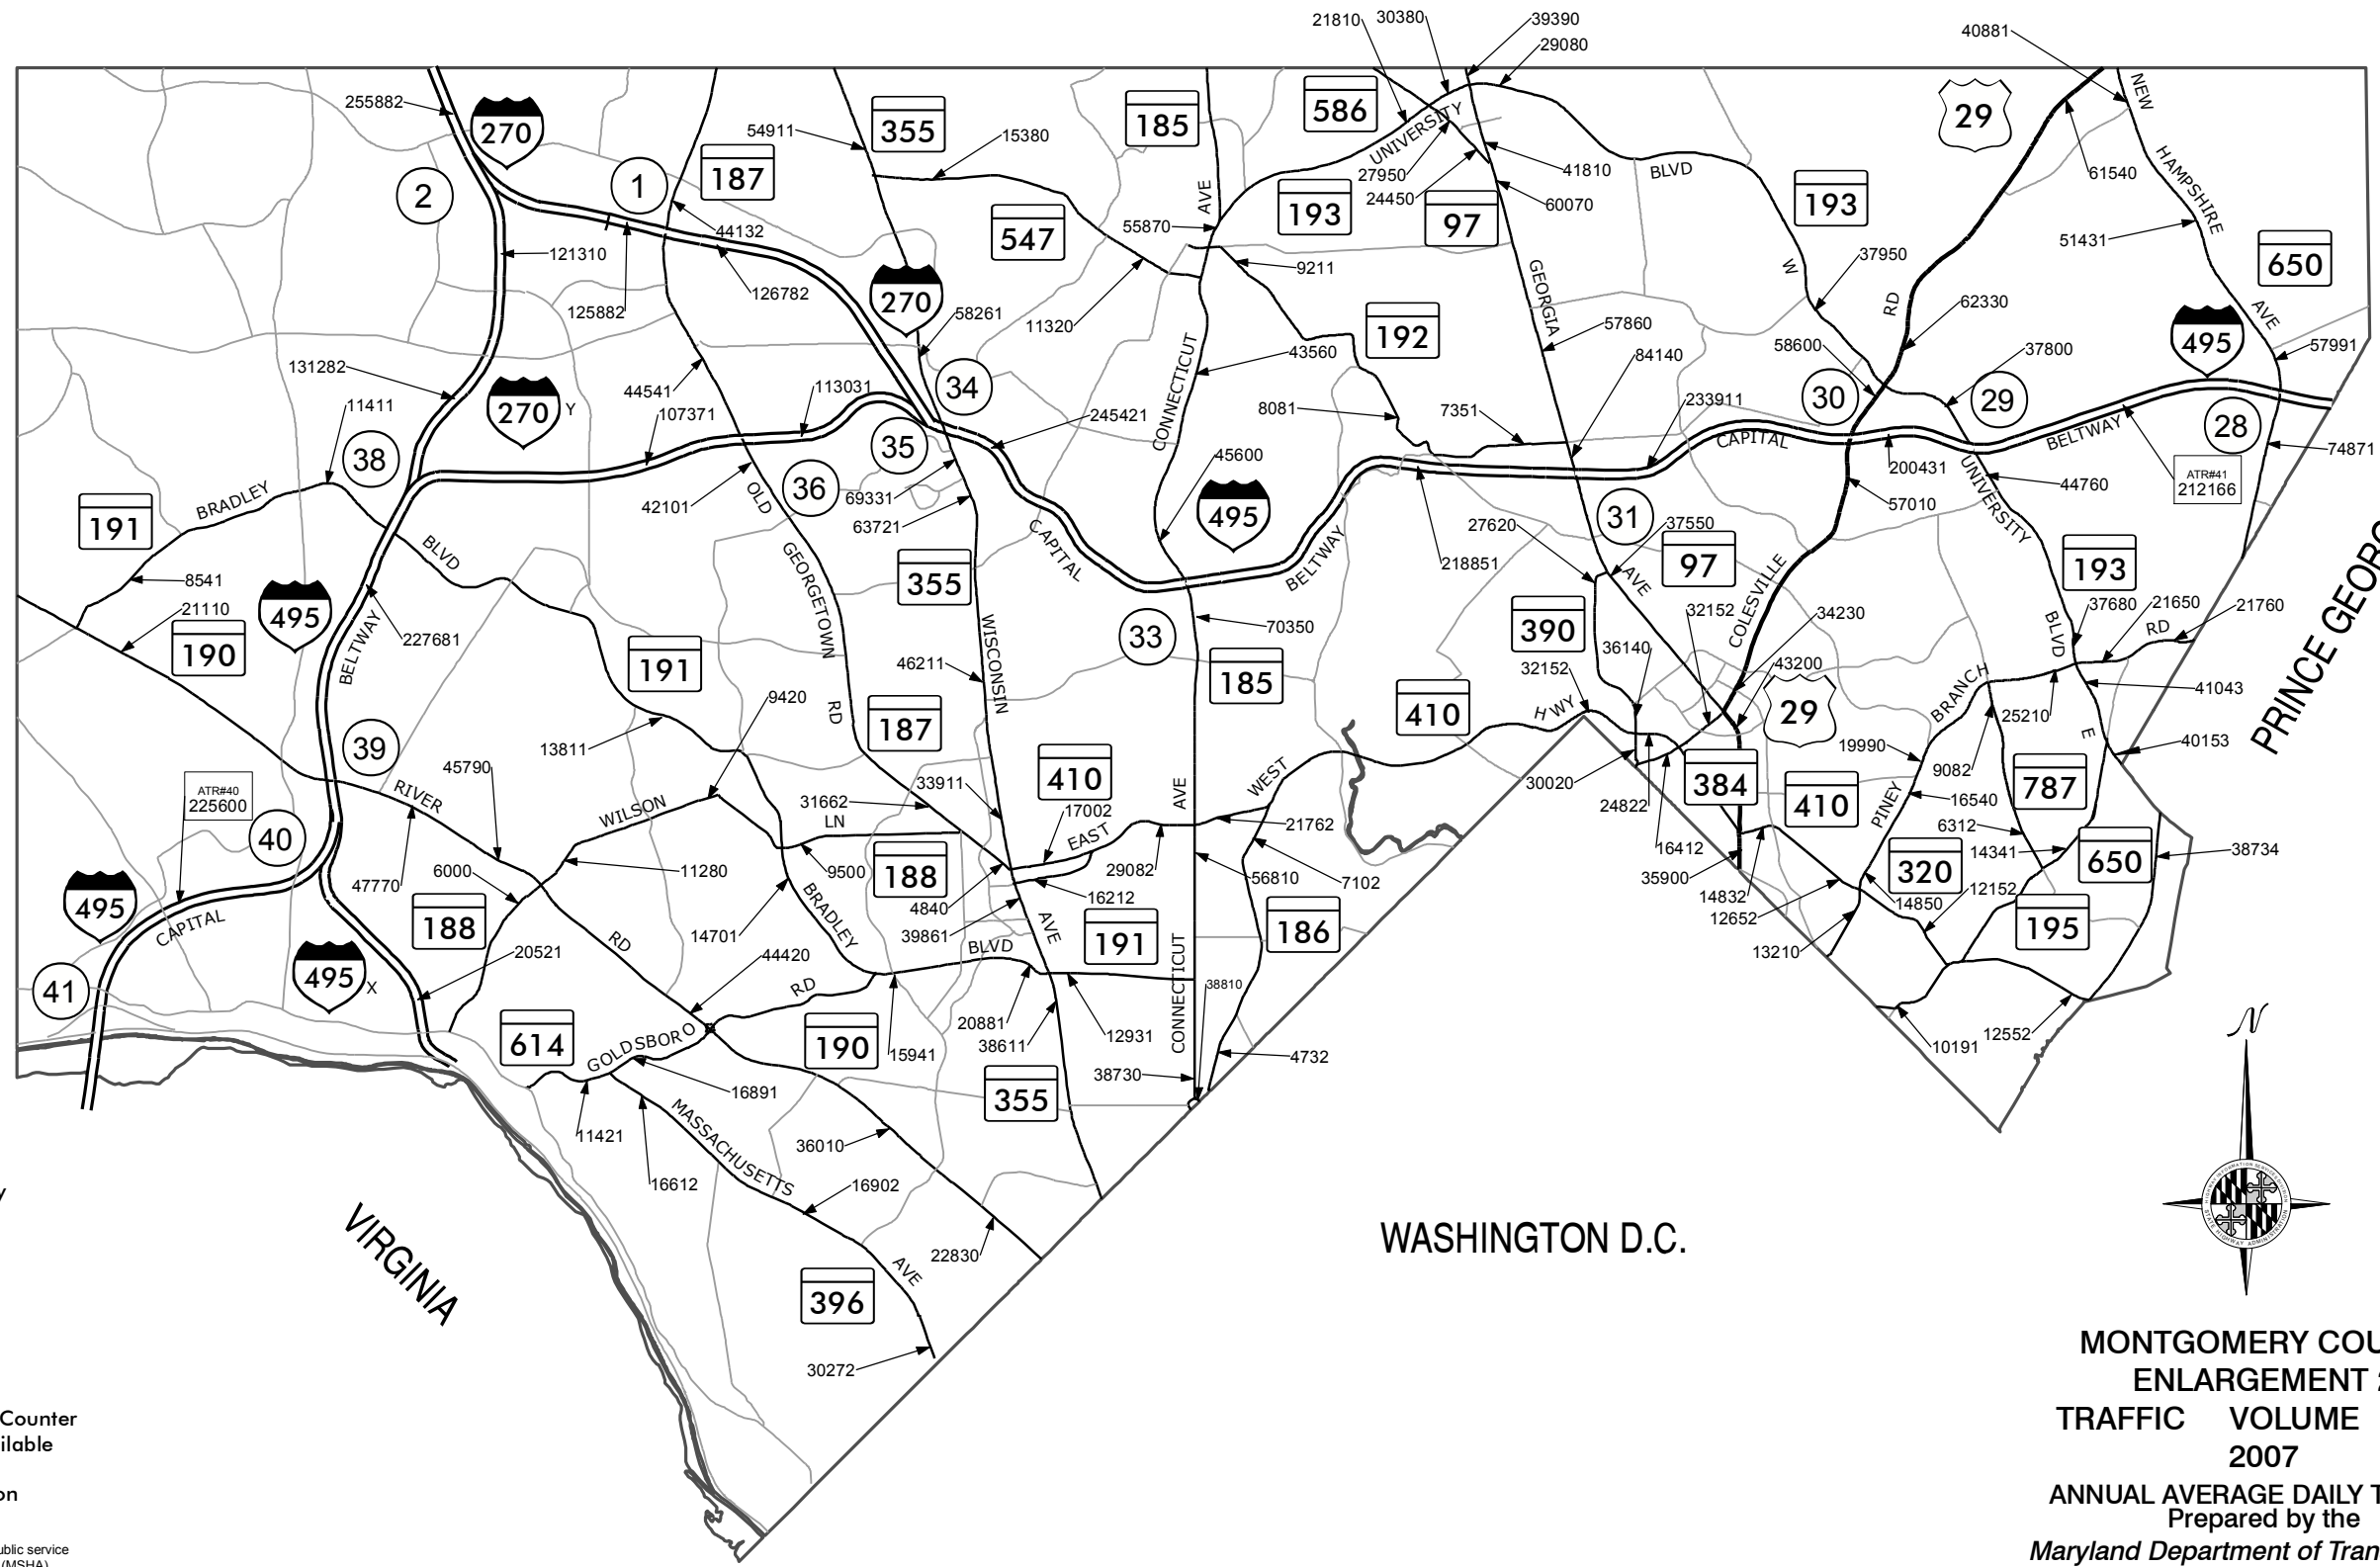 21810
30380
39390
29080
40881
255882
270
54911
355
15380
185
586
UNIVERSITY
29
NEW
2
1
187
27950
24450
41810
BLVD
61540
HAMPSHIRE
44132
547
AVE
193
97
60070
193
55870
51431
650
121310
126782
125882
270
9211
GEORGIA
W
37950
RD
62330
AVE
58261
11320
192
57860
495
131282
44541
113031
34
CONNECTICUT
43560
84140
58600
37800
57991
270 Y
11411
107371
245421
8081
7351
233911
30
29
28
38
35
CAPITAL
BELTWAY
74871
191
BRADLEY
42101
OLD
36
69331
63721
45600
200431
ATR#41
212166
UNIVERSITY
44760
BLVD
CAPITAL
495
BELTWAY
218851
27620
31
37550
57010
8541
GEORGETOWN
355
AVE
97
COLESVILLE
193
PRINCE GEORG
21110
190
495
227681
BELTWAY
191
WISCONSIN
33
70350
390
32152
34230
37680
21650
21760
RD
BLVD
46211
185
36140
32152
43200
41043
9420
RD
187
410
HWY
29
BRANCH
25210
E
39
13811
45790
33911
410
WEST
AVE
30020
19990
9082
40153
ATR#40
225600
RIVER
WILSON
31662
LN
17002
EAST
24822
384
410
PINEY
16540
787
40
6000
47770
11280
9500
188
29082
21762
16412
6312
14341
650
38734
495
188
BRADLEY
4840
16212
56810
7102
35900
14832
12652
320
12152
14850
CAPITAL
14701
39861
AVE
191
186
13210
195
RD
20521
44420
BLVD
CONNECTICUT
41
495 X
RD
38810
614
GOLDSBORO
190
15941
20881
38611
12931
4732
10191
12552
N
16891
355
38730
11421
MASSACHUSETTS
36010
16612
16902
VIRGINIA
22830
WASHINGTON D.C.
AVE
396
30272
MONTGOMERY COU
ENLARGEMENT
TRAFFIC VOLUME
2007
ANNUAL AVERAGE DAILY T
Prepared by the
Maryland Department of Tran
Counter
ilable
on
ublic service
(MSHA)